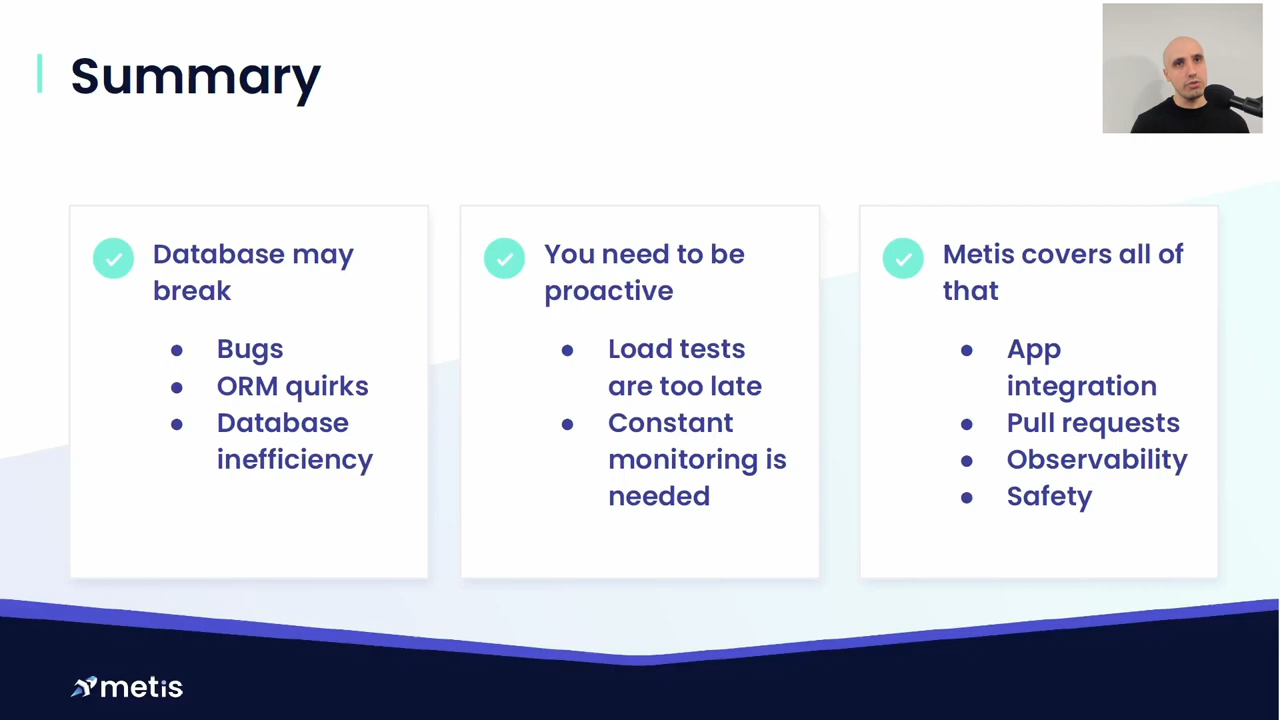 Summary
Database may
break
● Bugs
● ORM quirks
● Database
inefficiency
You need to be
proactive
● Load tests
are too late
● Constant
monitoring is
needed
Metis covers all of
that
● App
integration
● Pull requests
● Observability
● Safety
metis